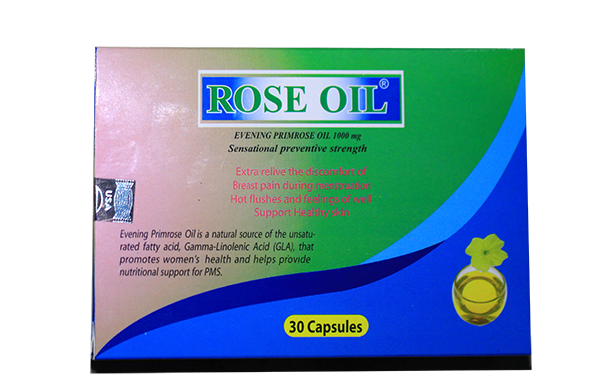 ROSE OIL®
EVENING PRIMROSE OIL 1000 mg
Sensational preventive strength
Extra relive the discomfort of
Breast pain during menstration
Hot flushes and feelings of well
Support Healthy skin
USA
Evening Primrose Oil is a natural source of the unsatu-
rated fatty acid, Gamma-Linolenic Acid (GLA), that
promotes women's health and helps provide
nutritional support for PMS.
30 Capsules